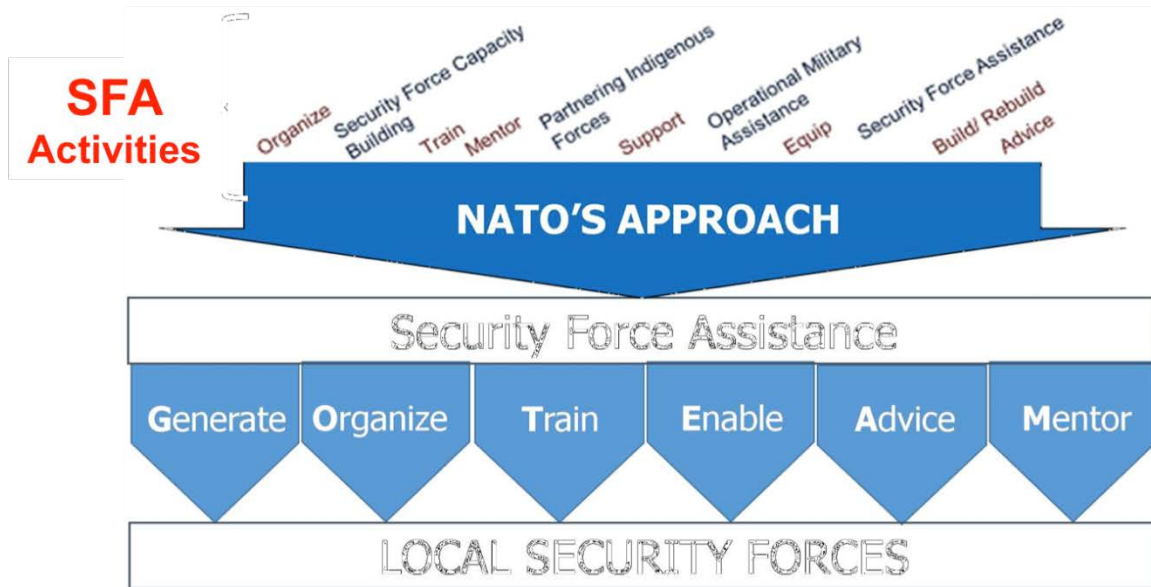 SFA
Activities
Organize
Security Force Capacity
Building
Train
Mentor
Partnering Indigenous
Forces
Support
Operational Military
Assistance
Equip
Security Force Assistance
Build/ Rebuild
Advice
NATO'S APPROACH
Security Force Assistance
Generate
Organize
Train
Enable
Advice
Mentor
LOCAL SECURITY FORCES